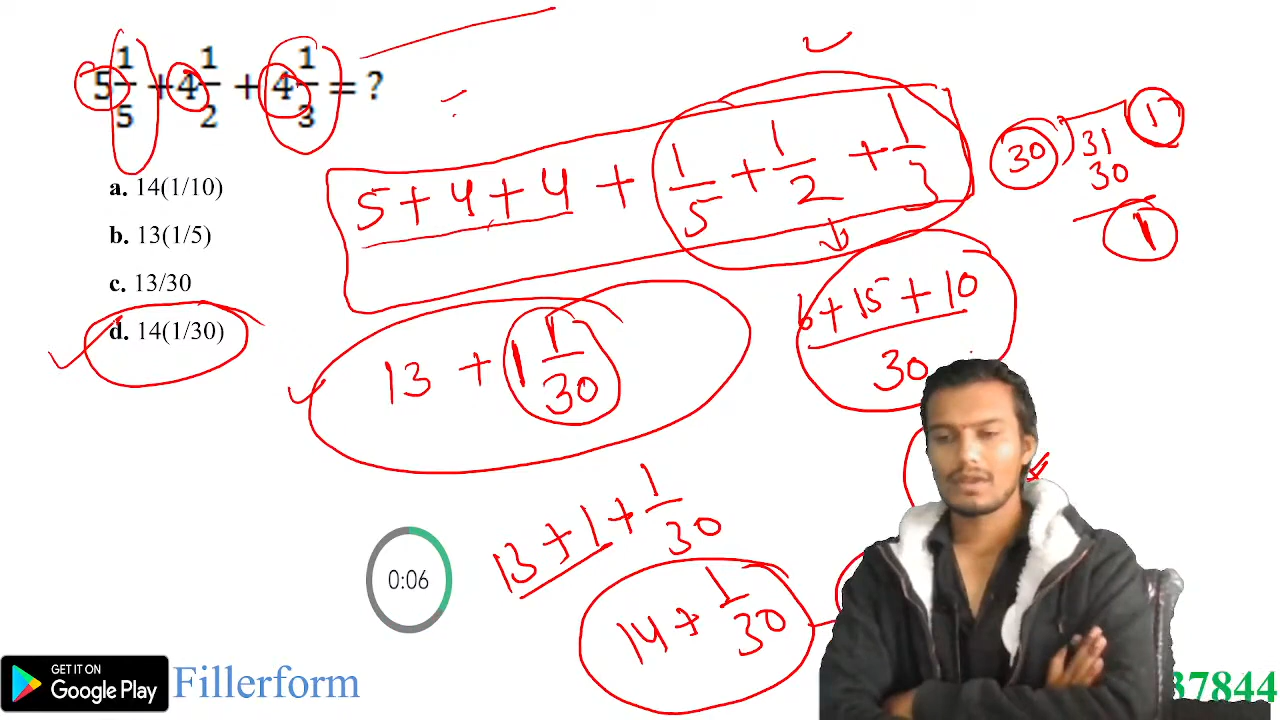 5 1/5 + 4 1/2 + 4 1/3 = ?
a. 14(1/10)
b. 13(1/5)
c. 13/30
d. 14(1/30)
=
5 + 4 + 4 + 1/5 + 1/2 + 1/3
30) 31 (1
30
1
6 + 15 + 10
30
13 + 1 1/30
13 + 1 + 1/30
14 + 1/30
0:06
GET IT ON
Google Play
Fillerform
37844